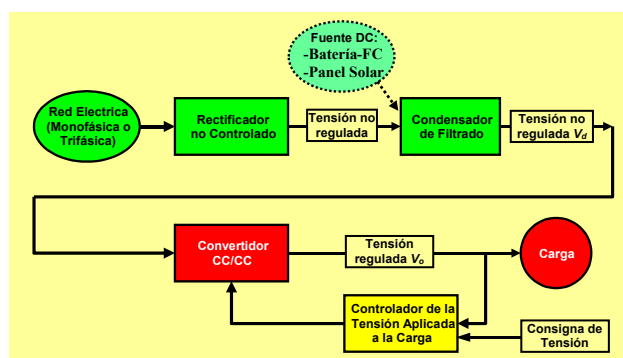 Fuente DC:
-Batería-FC
-Panel Solar
Red Electrica
(Monofásica o
Trifásica)
Rectificador
no Controlado
Tensión no
regulada
Condensador
de Filtrado
Tensión no
regulada Vd
Convertidor
CC/CC
Tensión
regulada Vo
Carga
Controlador de la
Tensión Aplicada
a la Carga
Consigna de
Tensión